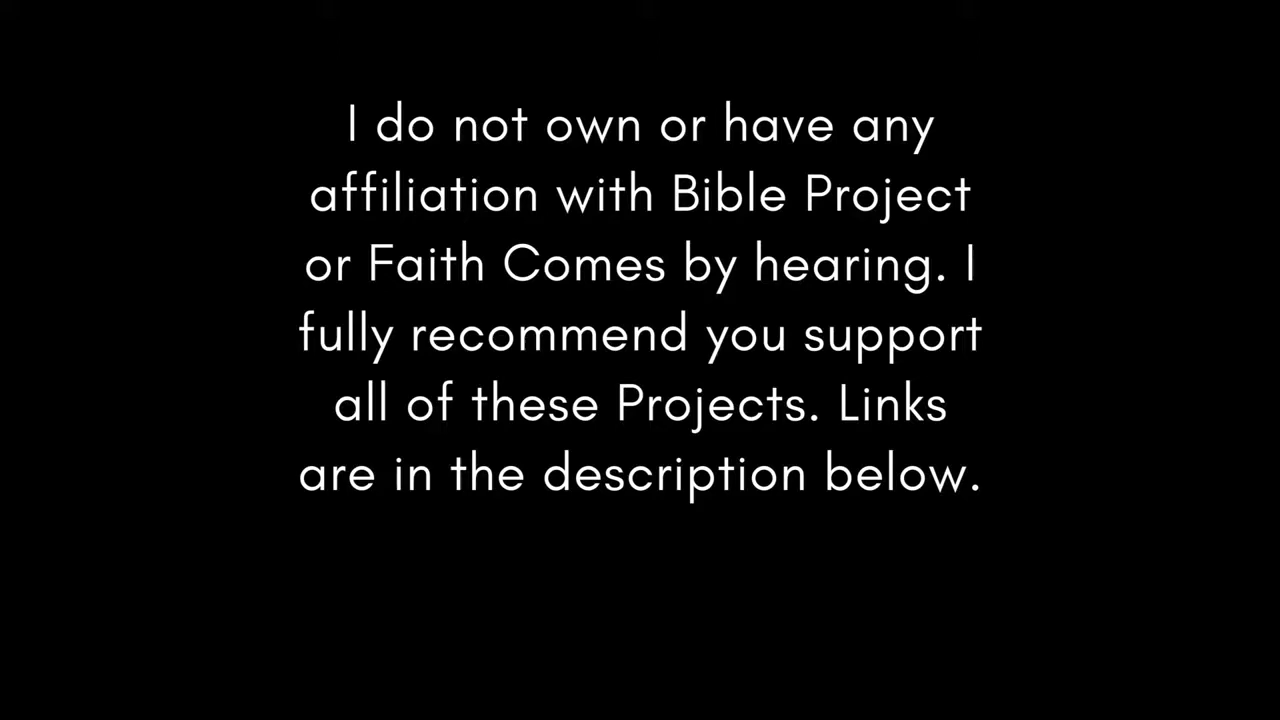 I do not own or have any
affiliation with Bible Project
or Faith Comes by hearing. I
fully recommend you support
all of these Projects. Links
are in the description below.